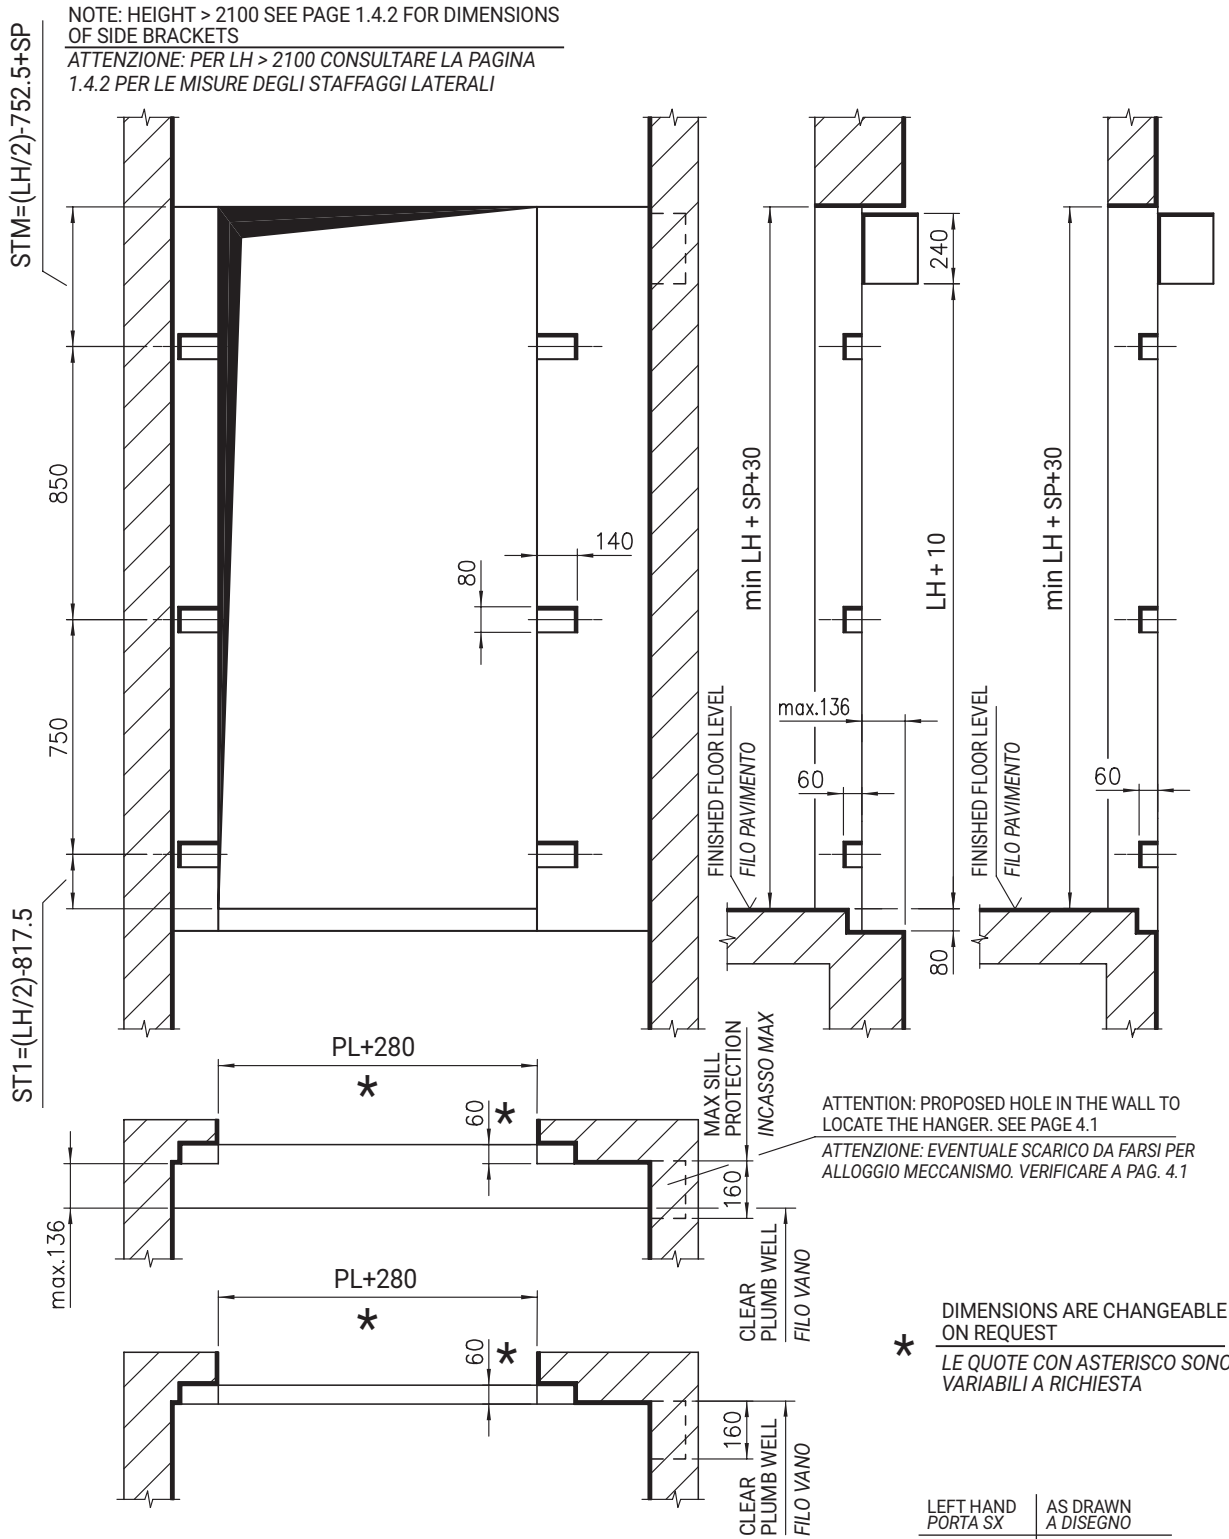 NOTE: HEIGHT > 2100 SEE PAGE 1.4.2 FOR DIMENSIONS
OF SIDE BRACKETS
ATTENZIONE: PER LH > 2100 CONSULTARE LA PAGINA
1.4.2 PER LE MISURE DEGLI STAFFAGGI LATERALI
STM=(LH/2)-752.5+SP
850
750
ST1=(LH/2)-817.5
140
80
240
min LH + SP+30
LH + 10
min LH + SP+30
max.136
60
60
FINISHED FLOOR LEVEL
FILO PAVIMENTO
FINISHED FLOOR LEVEL
FILO PAVIMENTO
80
PL+280
*
60 *
MAX SILL
PROTECTION
INCASSO MAX
ATTENTION: PROPOSED HOLE IN THE WALL TO
LOCATE THE HANGER. SEE PAGE 4.1
ATTENZIONE: EVENTUALE SCARICO DA FARSI PER
ALLOGGIO MECCANISMO. VERIFICARE A PAG. 4.1
160
max.136
CLEAR
PLUMB WELL
FILO VANO
PL+280
*
60 *
* DIMENSIONS ARE CHANGEABLE
ON REQUEST
LE QUOTE CON ASTERISCO SONO
VARIABILI A RICHIESTA
160
CLEAR
PLUMB WELL
FILO VANO
LEFT HAND AS DRAWN
PORTA SX A DISEGNO